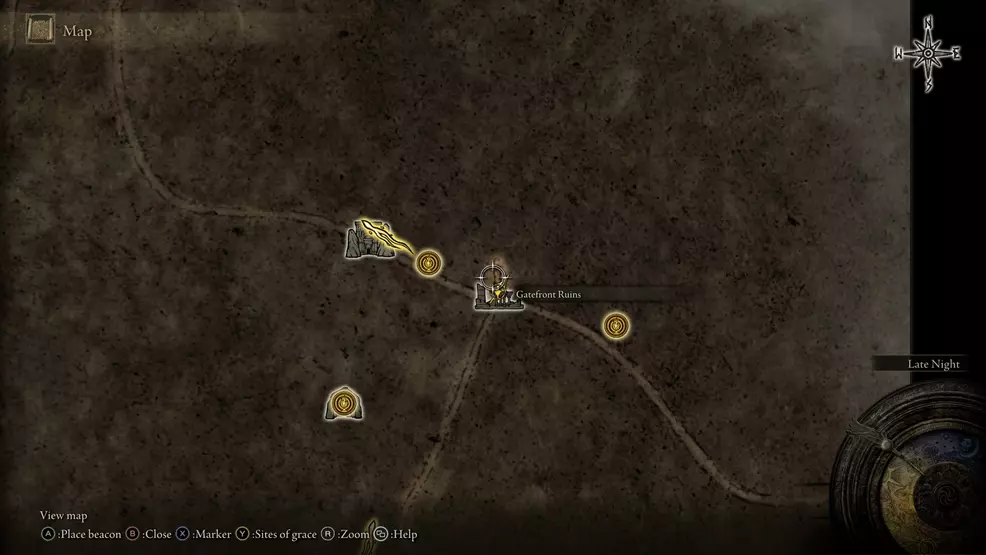 Map
N
W E
S
Gatefront Ruins
Late Night
View map
A :Place beacon B :Close X :Marker Y :Sites of grace R :Zoom :Help